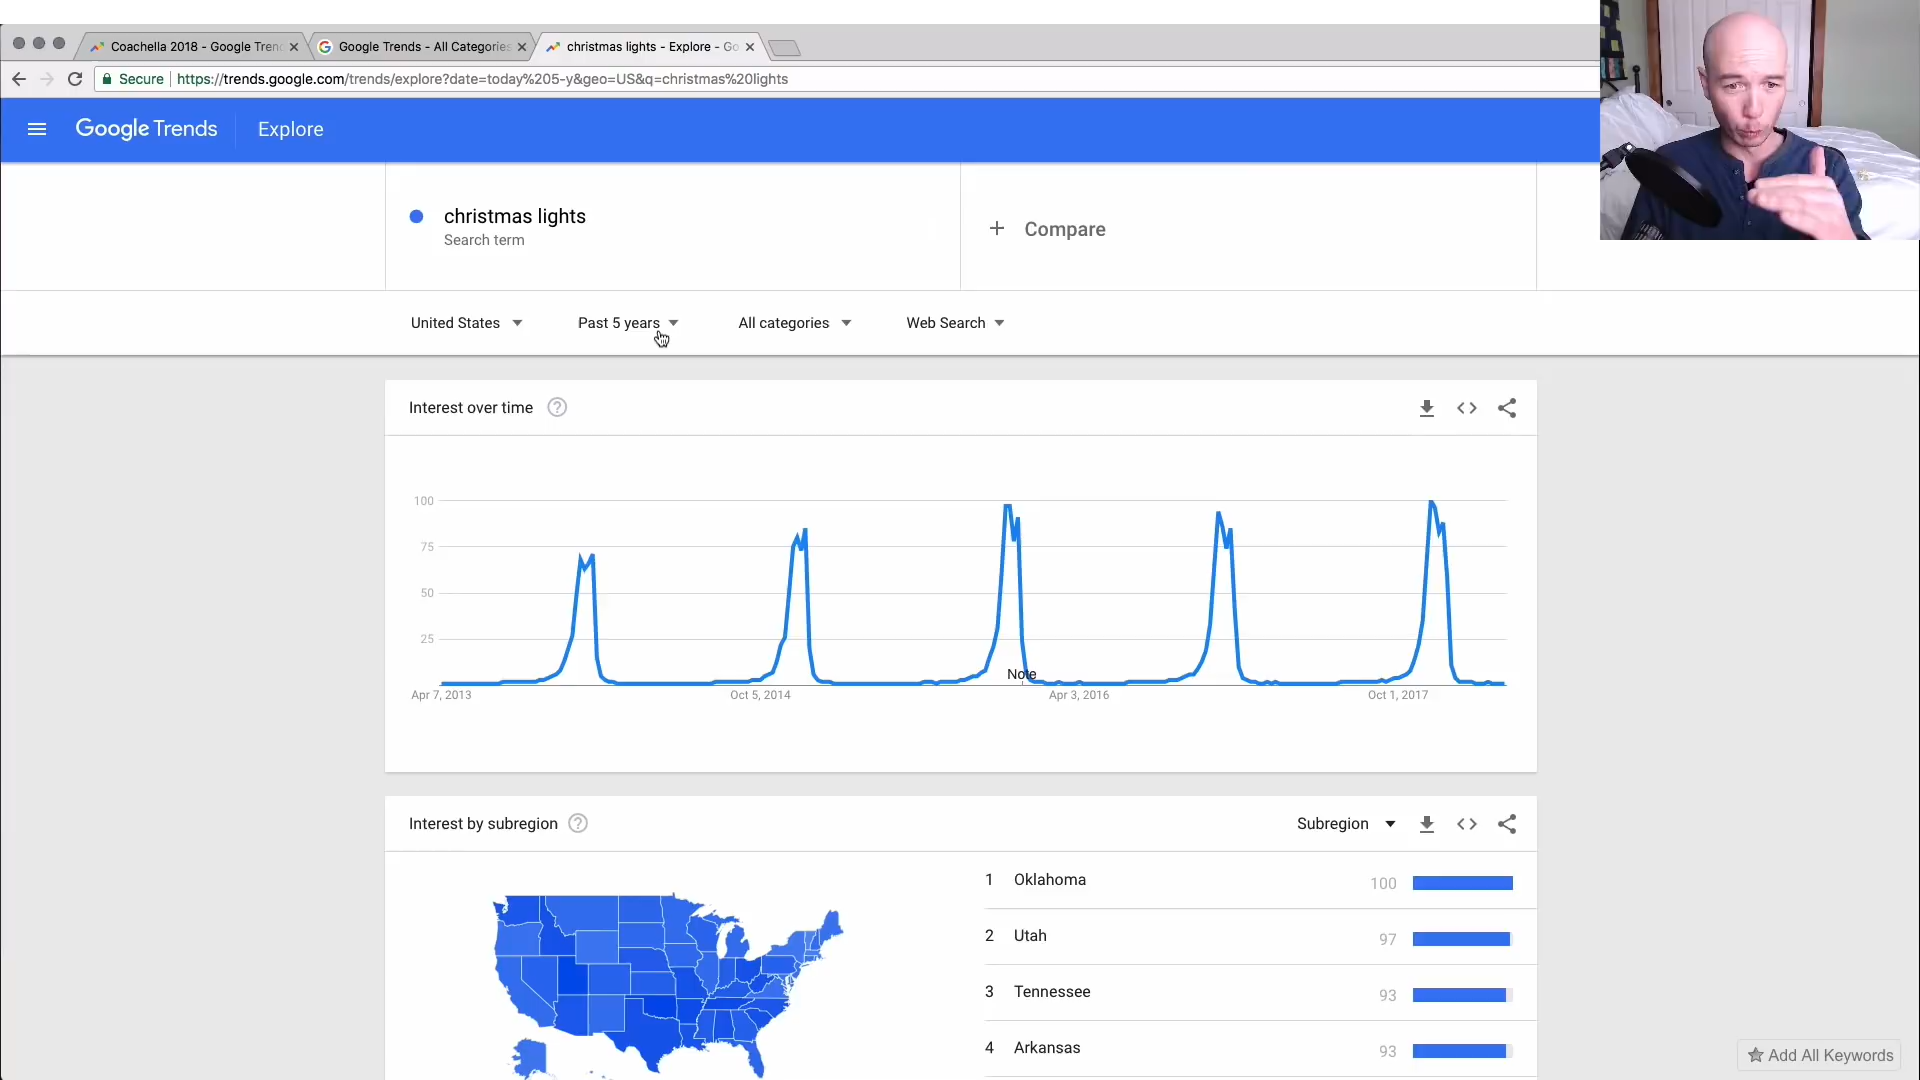 Coachella 2018 - Google Tren
Google Trends - All Categories
christmas lights - Explore - Go
Secure https://trends.google.com/trends/explore?date=today%205-y&geo=US&q=christmas%20lights
Google Trends Explore
christmas lights
Search term
+ Compare
United States Past 5 years All categories Web Search
Interest over time
100
75
50
25
Note
Apr 7, 2013 Oct 5, 2014 Apr 3, 2016 Oct 1, 2017
Interest by subregion
Subregion
1 Oklahoma 100
2 Utah 97
3 Tennessee 93
4 Arkansas 93
Add All Keywords